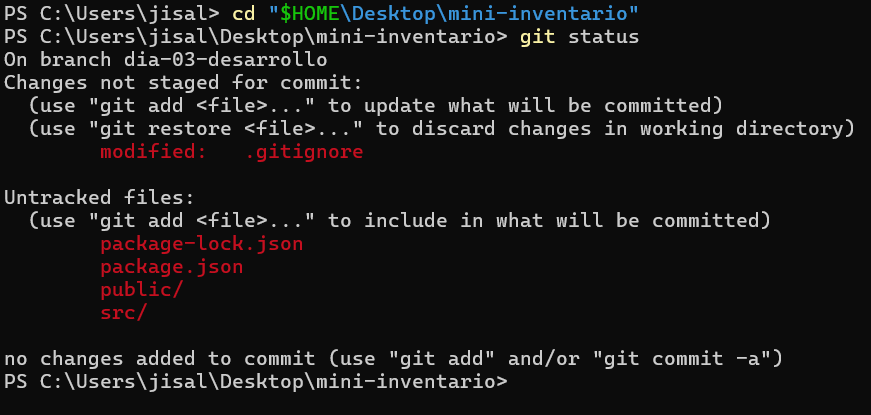 PS C:\Users\jisal> cd "$HOME\Desktop\mini-inventario"
PS C:\Users\jisal\Desktop\mini-inventario> git status
On branch dia-03-desarrollo
Changes not staged for commit:
  (use "git add <file>..." to update what will be committed)
  (use "git restore <file>..." to discard changes in working directory)
        modified:   .gitignore

Untracked files:
  (use "git add <file>..." to include in what will be committed)
        package-lock.json
        package.json
        public/
        src/

no changes added to commit (use "git add" and/or "git commit -a")
PS C:\Users\jisal\Desktop\mini-inventario>